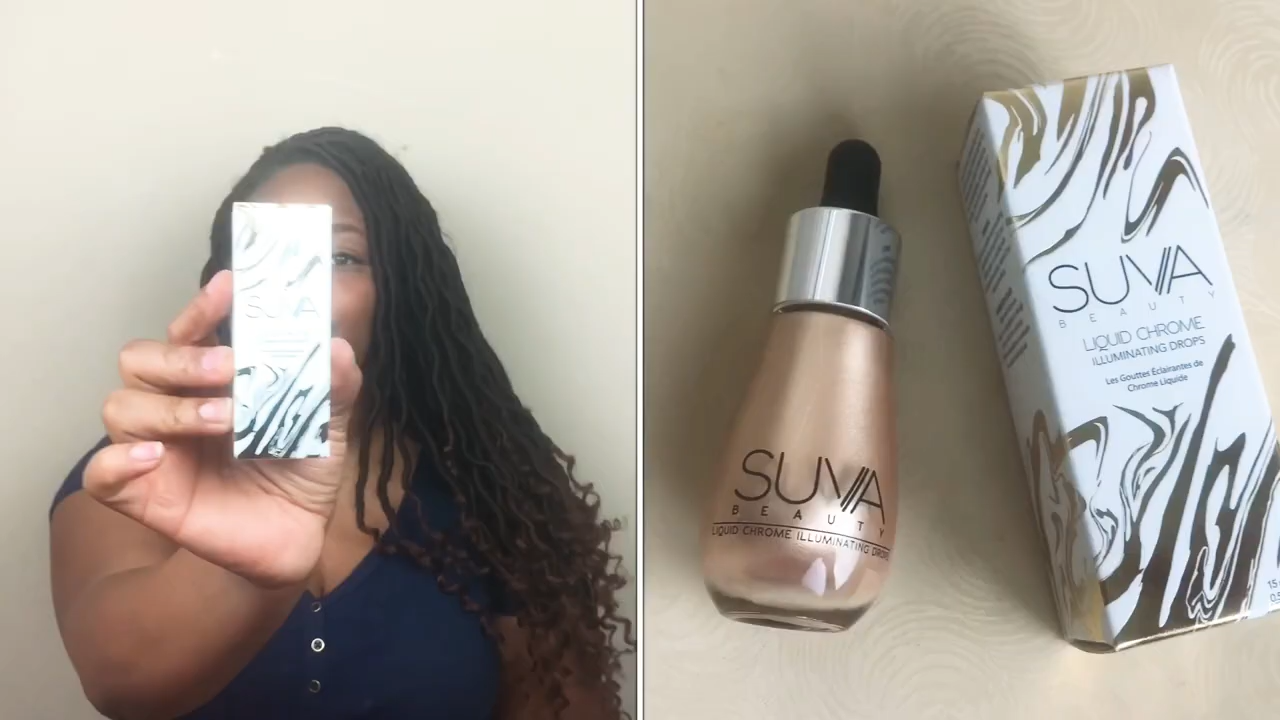 SUVA
SUVA
BEAUTY
LIQUID CHROME ILLUMINATING DROPS
SUVA
BEAUTY
LIQUID CHROME
ILLUMINATING DROPS
Les Gouttes Éclairantes de
Chrome Liquide
15